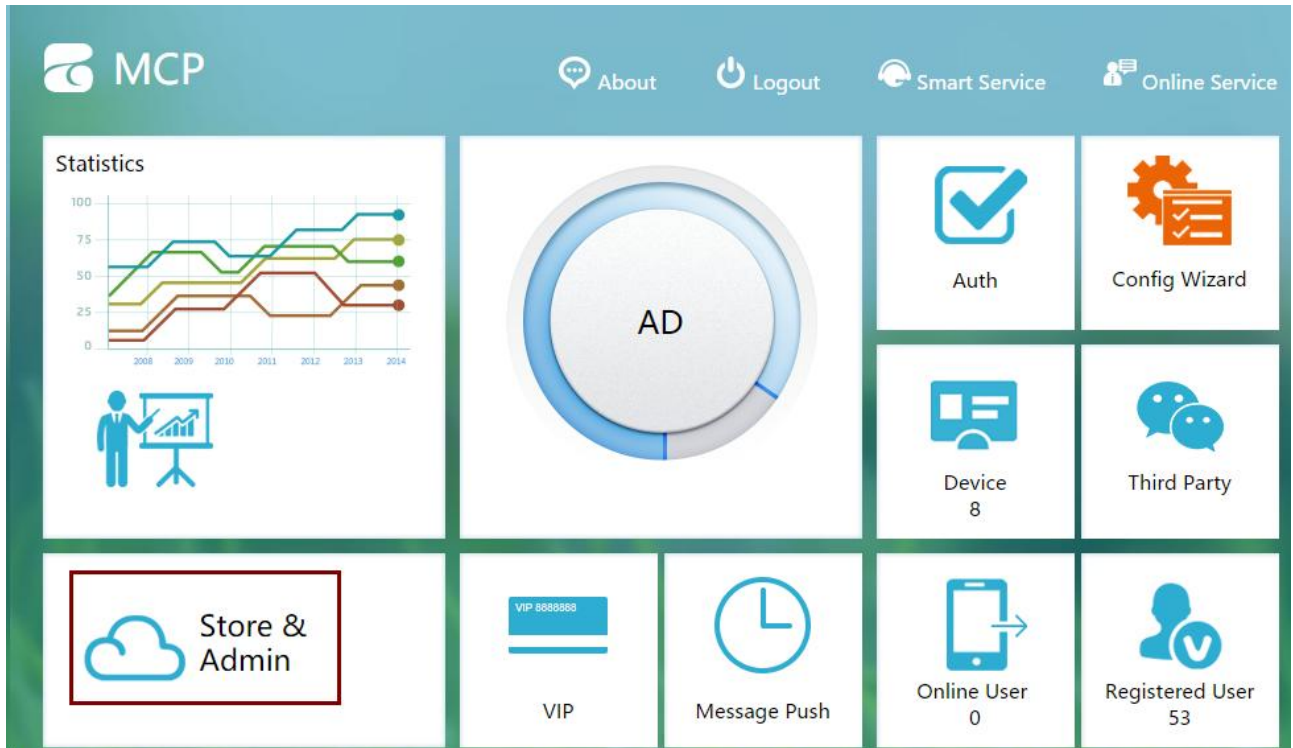 MCP
About
Logout
Smart Service
Online Service
Statistics
100
75
50
25
0
2008 2009 2010 2011 2012 2013 2014
AD
Auth
Config Wizard
Device
8
Third Party
Store &
Admin
VIP 8888888
VIP
Message Push
Online User
0
Registered User
53